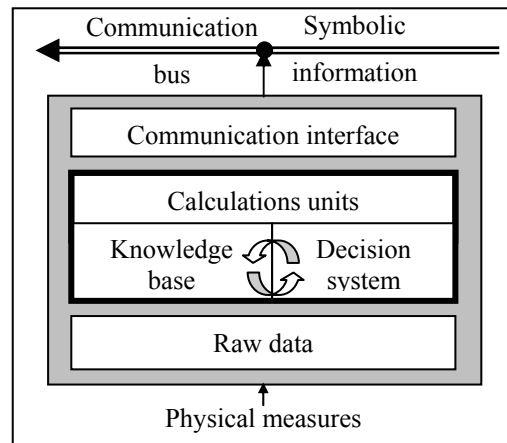 Communication Symbolic
bus information
Communication interface
Calculations units
Knowledge Decision
base system
Raw data
Physical measures